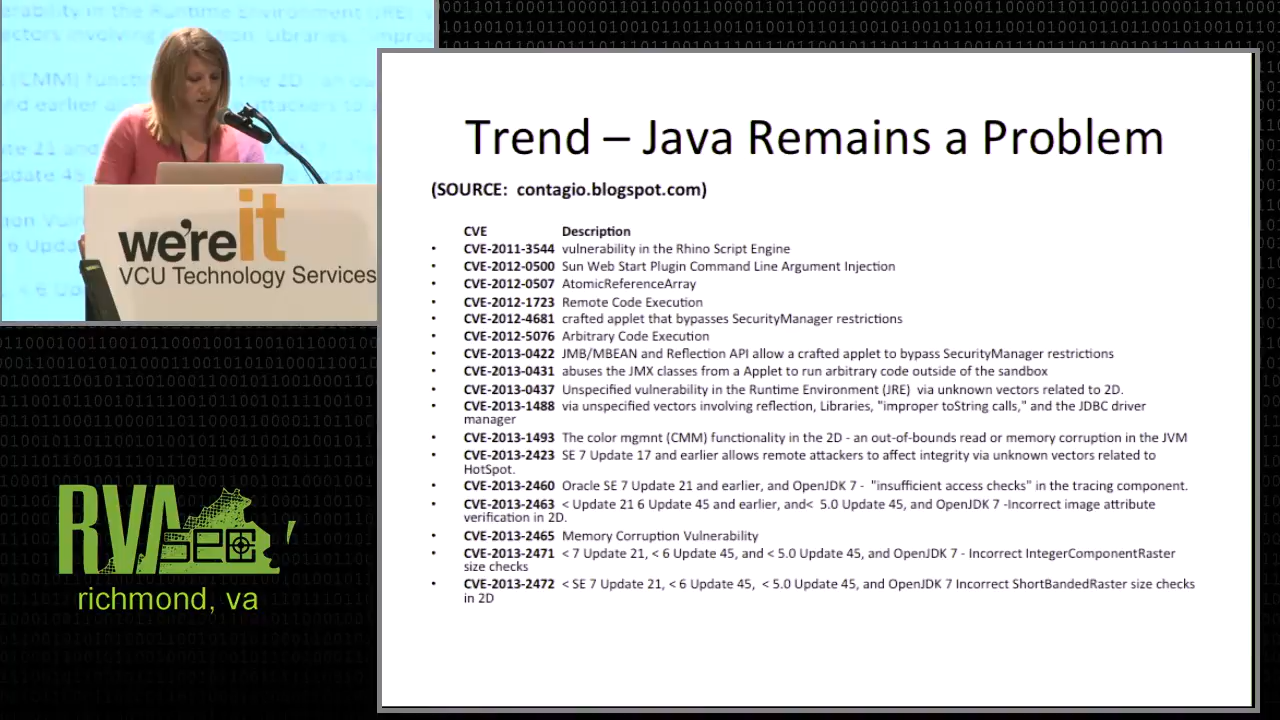 we're it
VCU Technology Services
RVA
SEC
richmond, va
Trend – Java Remains a Problem
(SOURCE: contagio.blogspot.com)
CVE Description
• CVE-2011-3544 vulnerability in the Rhino Script Engine
• CVE-2012-0500 Sun Web Start Plugin Command Line Argument Injection
• CVE-2012-0507 AtomicReferenceArray
• CVE-2012-1723 Remote Code Execution
• CVE-2012-4681 crafted applet that bypasses SecurityManager restrictions
• CVE-2012-5076 Arbitrary Code Execution
• CVE-2013-0422 JMB/MBEAN and Reflection API allow a crafted applet to bypass SecurityManager restrictions
• CVE-2013-0431 abuses the JMX classes from a Applet to run arbitrary code outside of the sandbox
• CVE-2013-0437 Unspecified vulnerability in the Runtime Environment (JRE) via unknown vectors related to 2D.
• CVE-2013-1488 via unspecified vectors involving reflection, Libraries, "improper toString calls," and the JDBC driver
manager
• CVE-2013-1493 The color mgmnt (CMM) functionality in the 2D - an out-of-bounds read or memory corruption in the JVM
• CVE-2013-2423 SE 7 Update 17 and earlier allows remote attackers to affect integrity via unknown vectors related to
HotSpot.
• CVE-2013-2460 Oracle SE 7 Update 21 and earlier, and OpenJDK 7 - "insufficient access checks" in the tracing component.
• CVE-2013-2463 < Update 21 6 Update 45 and earlier, and< 5.0 Update 45, and OpenJDK 7 -Incorrect image attribute
verification in 2D.
• CVE-2013-2465 Memory Corruption Vulnerability
• CVE-2013-2471 < 7 Update 21, < 6 Update 45, and < 5.0 Update 45, and OpenJDK 7 - Incorrect IntegerComponentRaster
size checks
• CVE-2013-2472 < SE 7 Update 21, < 6 Update 45, < 5.0 Update 45, and OpenJDK 7 Incorrect ShortBandedRaster size checks
in 2D